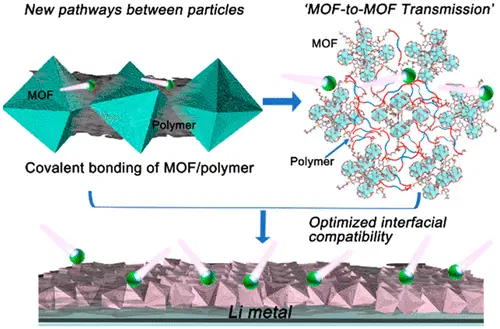 New pathways between particles
'MOF-to-MOF Transmission'
MOF
Polymer
Covalent bonding of MOF/polymer
MOF
Polymer
Optimized interfacial
compatibility
Li metal